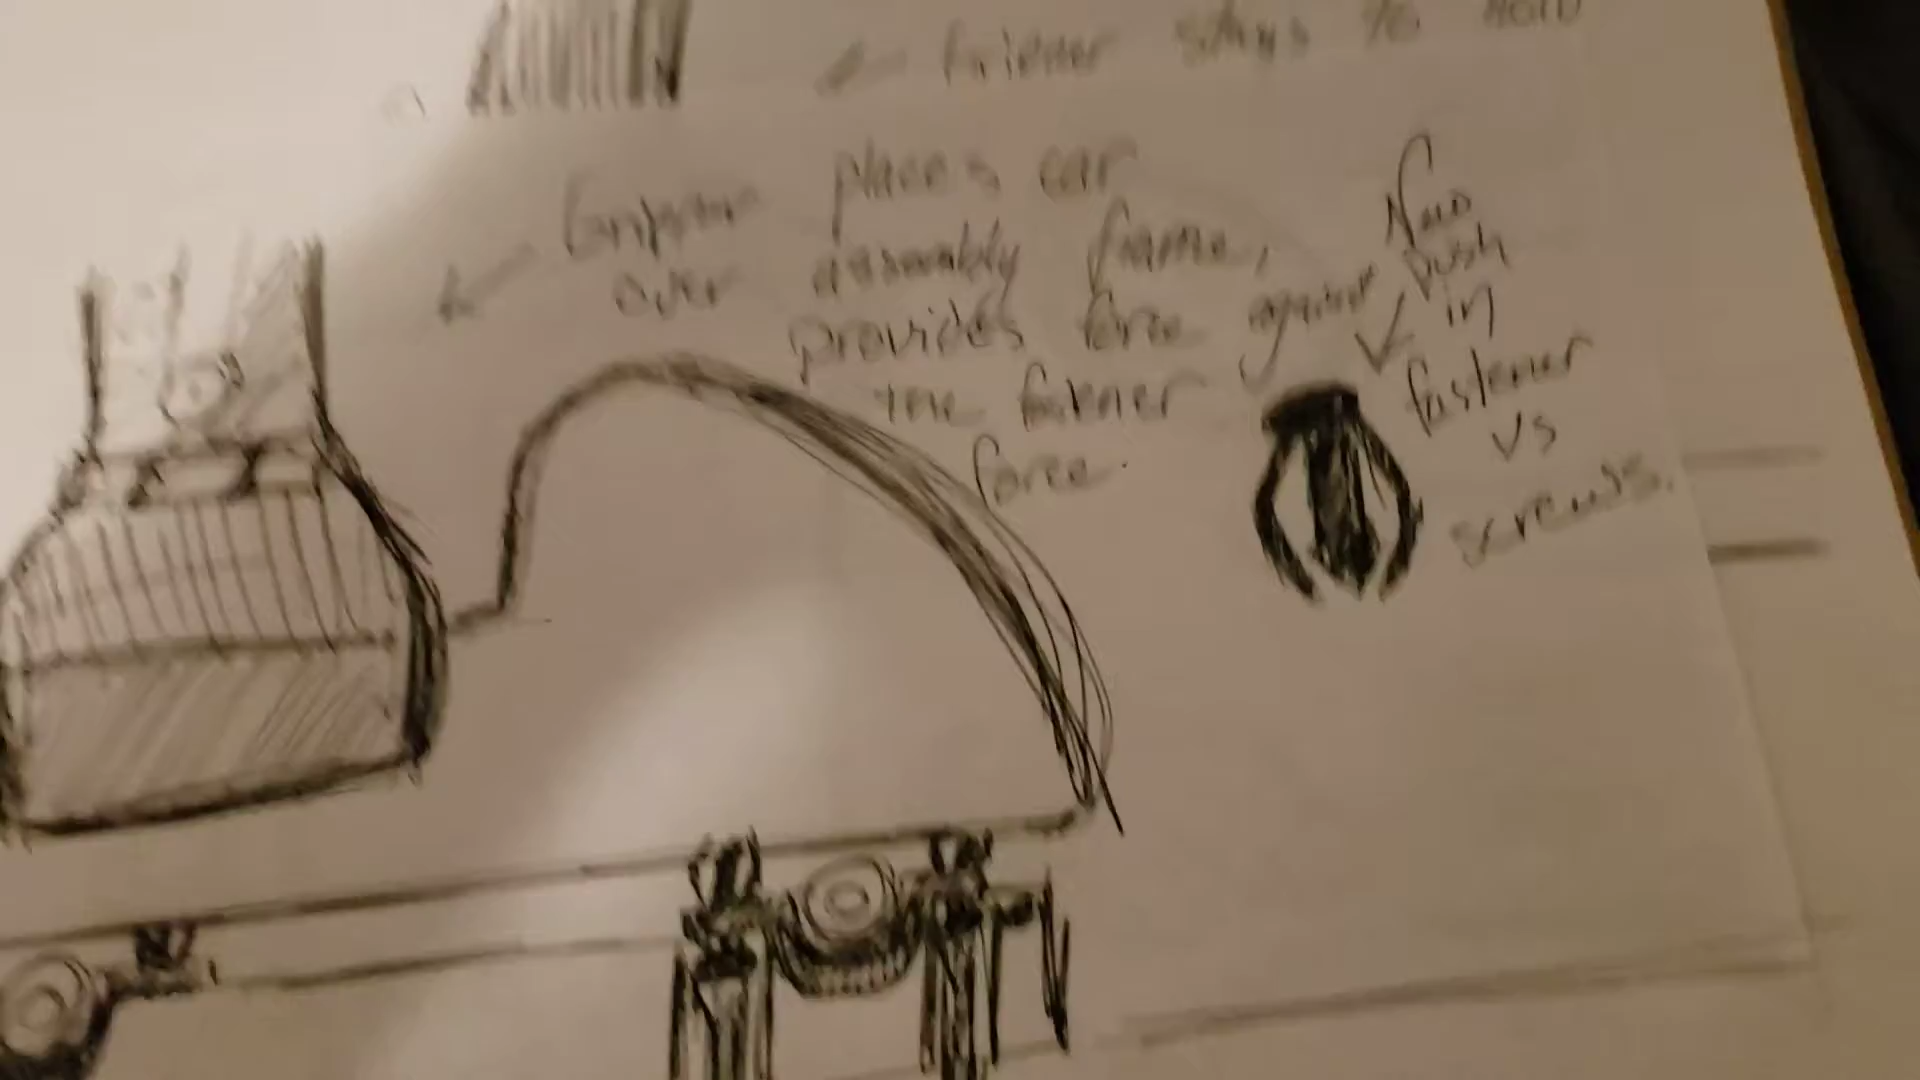 ← fastener stays to hold
← Gripper places car
over assembly frame,
provides force against
the fastener
force.
New
push
in
fastener
vs
screws.